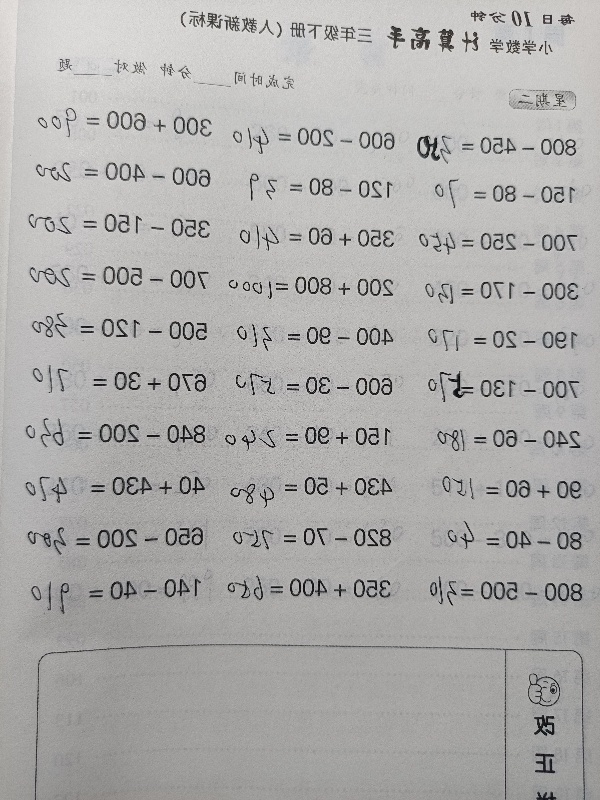 每日10分钟
小学数学 计算高手 三年级下册（人教新课标）
完成时间____分钟 做对____题
星期二
800 − 450 = 350 600 − 200 = 410 300 + 600 = 900
150 − 80 = 70 120 − 80 = 39 600 − 400 = 200
700 − 250 = 450 350 + 60 = 410 350 − 150 = 200
300 − 170 = 130 200 + 800 = 1000 700 − 500 = 200
190 − 20 = 170 400 − 90 = 310 500 − 120 = 380
700 − 130 = 570 600 − 30 = 570 670 + 30 = 710
240 − 60 = 180 150 + 90 = 240 840 − 200 = 630
90 + 60 = 150 430 + 50 = 480 40 + 430 = 470
80 − 40 = 40 820 − 70 = 750 650 − 200 = 300
800 − 500 = 310 350 + 400 = 680 140 − 40 = 910
改
正